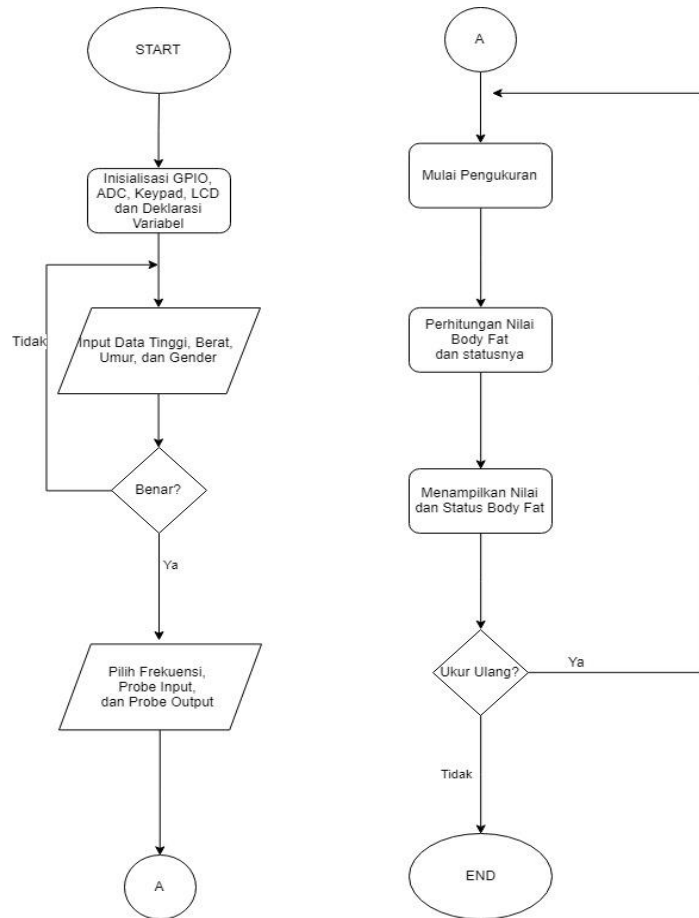 START
Inisialisasi GPIO,
ADC, Keypad, LCD
dan Deklarasi
Variabel
Tidak
Input Data Tinggi, Berat,
Umur, dan Gender
Benar?
Ya
Pilih Frekuensi,
Probe Input,
dan Probe Output
A
A
Mulai Pengukuran
Perhitungan Nilai
Body Fat
dan statusnya
Menampilkan Nilai
dan Status Body Fat
Ukur Ulang?
Ya
Tidak
END